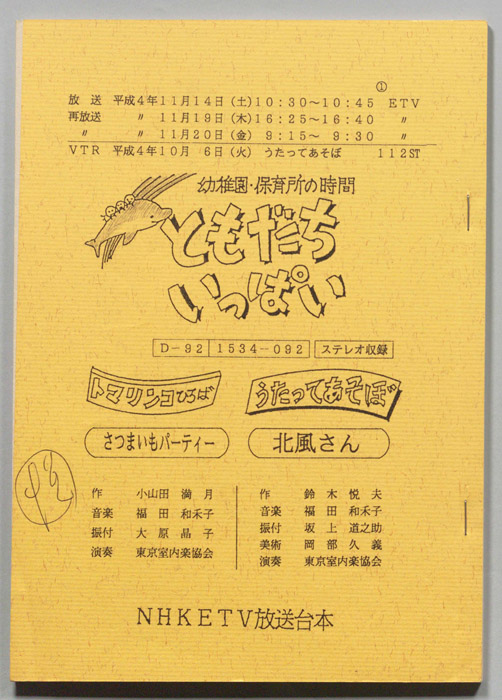 ①
放送 平成4年11月14日(土)10:30～10:45 ETV
再放送 〃 11月19日(木)16:25～16:40 〃
〃 〃 11月20日(金) 9:15～ 9:30 〃
VTR 平成4年10月 6日(火) うたってあそぼ 112ST
幼稚園・保育所の時間
ともだち
いっぱい
D-92 1534-092 ステレオ収録
トマリンコひろば
さつまいもパーティー
作 小山田 満月
音楽 福田 和禾子
振付 大原 晶子
演奏 東京室内楽協会
うたってあそぼ
北風さん
作 鈴木 悦夫
音楽 福田 和禾子
振付 坂上 道之助
美術 岡部 久義
演奏 東京室内楽協会
NHKETV放送台本